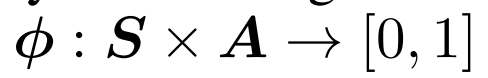 ϕ : S × A → [0, 1]